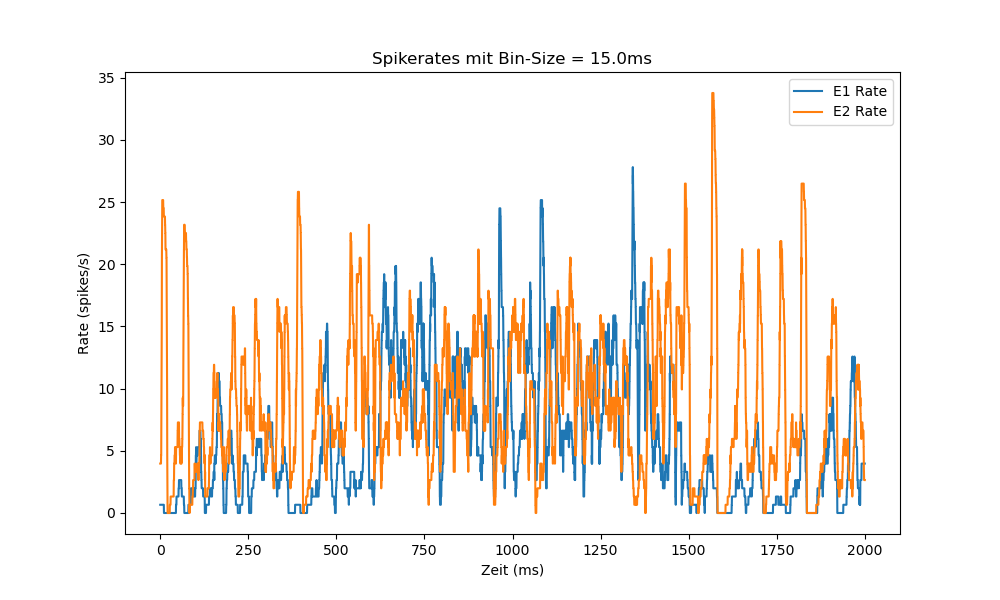 Spikerates mit Bin-Size = 15.0ms
E1 Rate
E2 Rate
Rate (spikes/s)
35
30
25
20
15
10
5
0
0 250 500 750 1000 1250 1500 1750 2000
Zeit (ms)